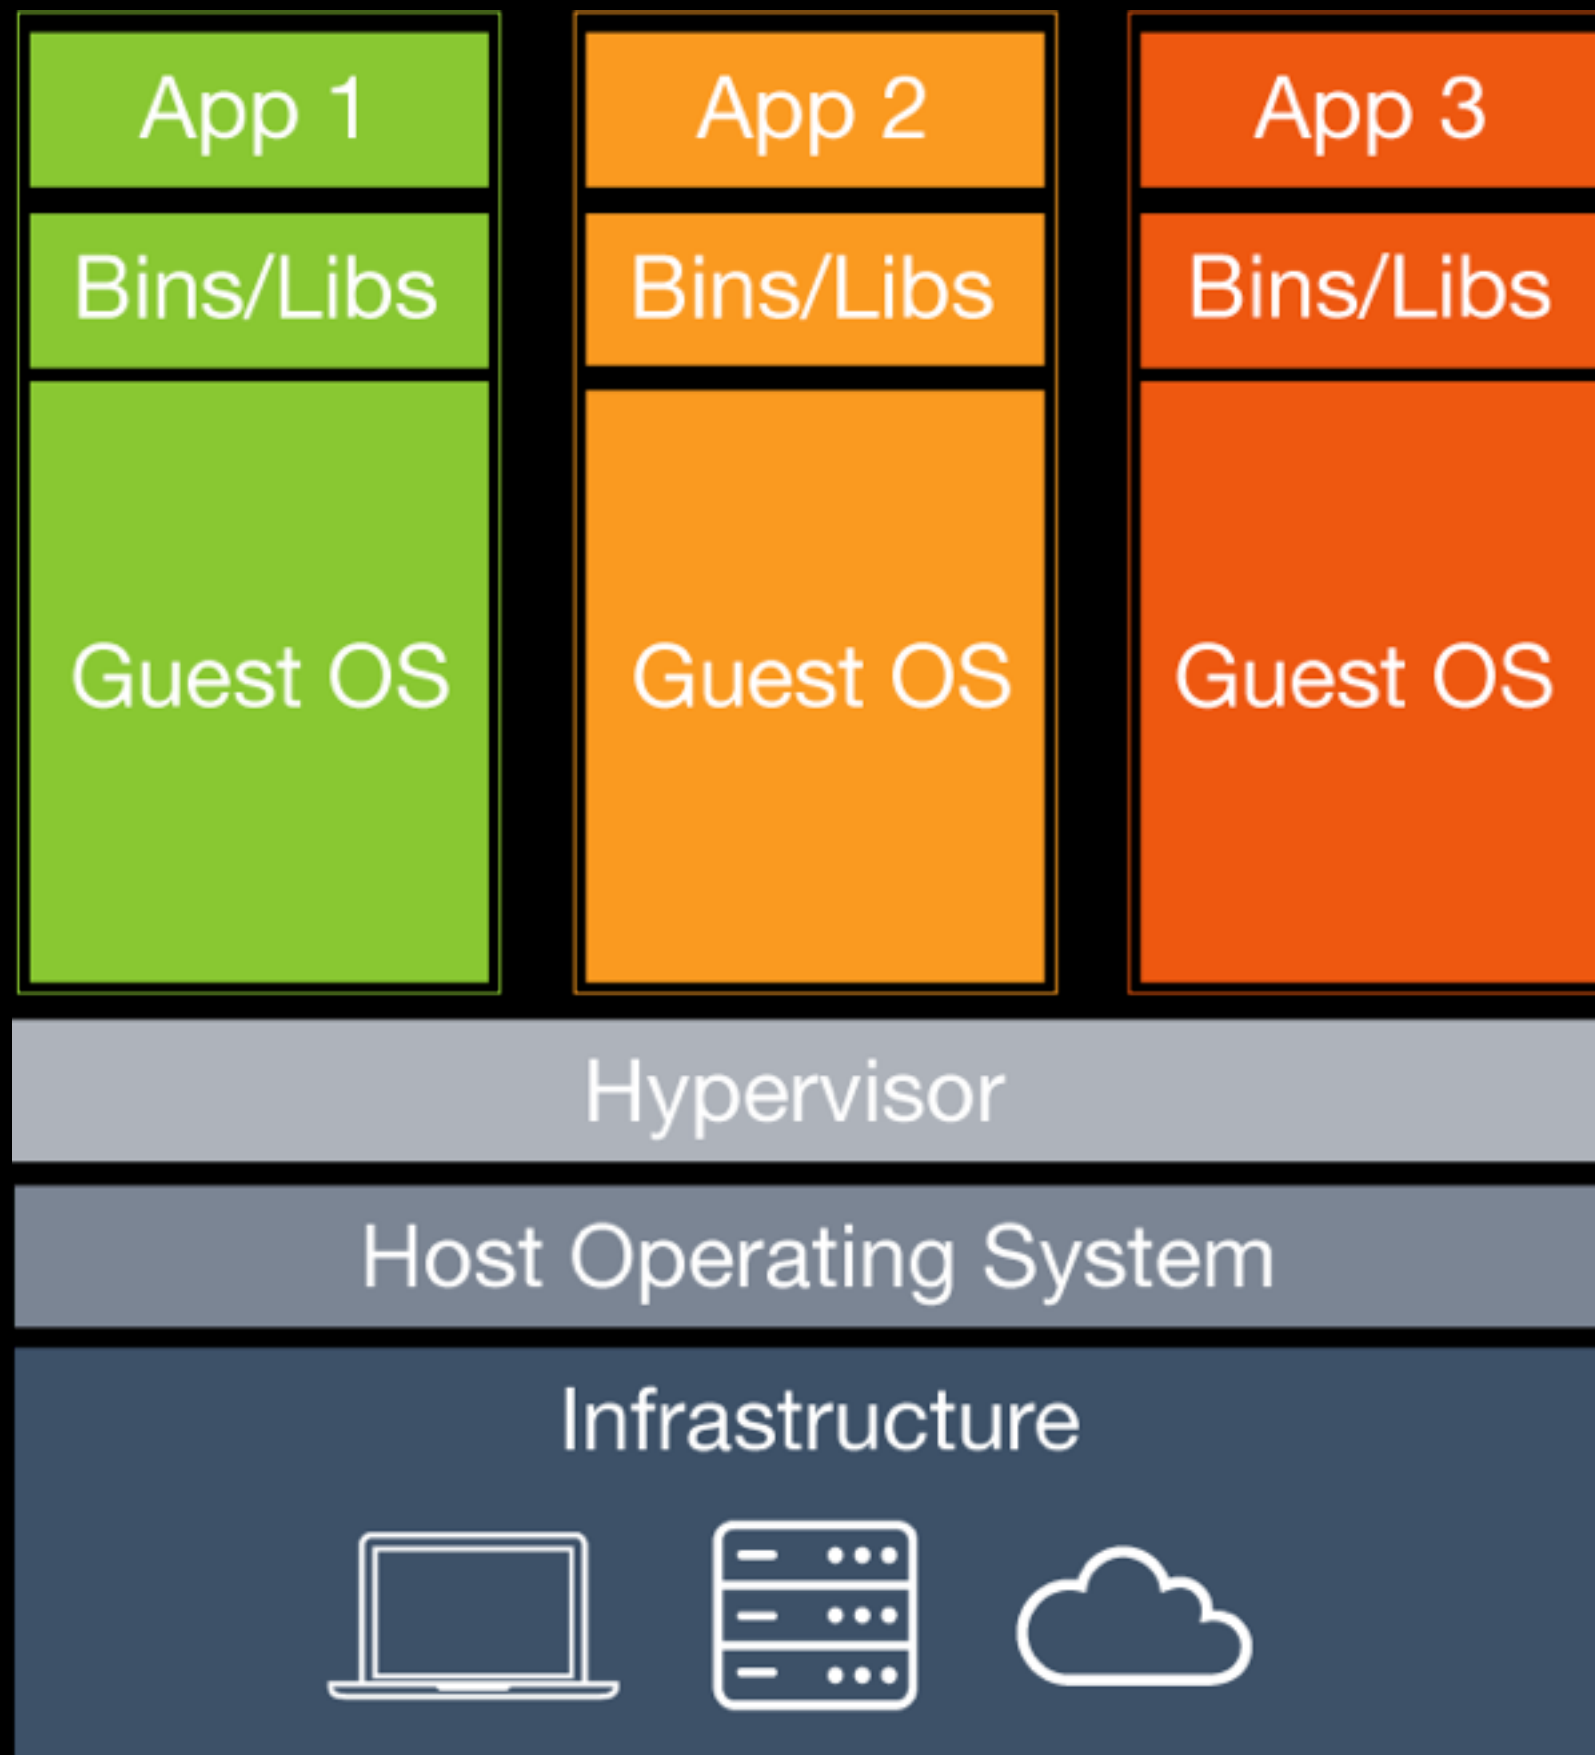 App 1
App 2
App 3
Bins/Libs
Bins/Libs
Bins/Libs
Guest OS
Guest OS
Guest OS
Hypervisor
Host Operating System
Infrastructure